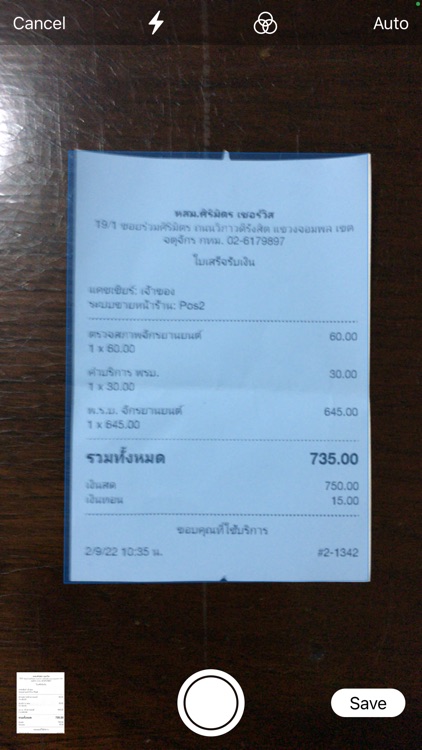 Cancel
Auto
หสม.ศิริมิตร เซอร์วิส
19/1 ซอยร่วมศิริมิตร ถนนวิภาวดีรังสิต แขวงจอมพล เขต
จตุจักร กทม. 02-6179897
ใบเสร็จรับเงิน
แคชเชียร์: เจ้าของ
ระบบขายหน้าร้าน: Pos2
ตรวจสภาพจักรยานยนต์ 60.00
1 x 60.00
ค่าบริการ พรม. 30.00
1 x 30.00
พ.ร.บ. จักรยานยนต์ 645.00
1 x 645.00
รวมทั้งหมด 735.00
เงินสด 750.00
เงินทอน 15.00
ขอบคุณที่ใช้บริการ
2/9/22 10:35 น. #2-1342
Save